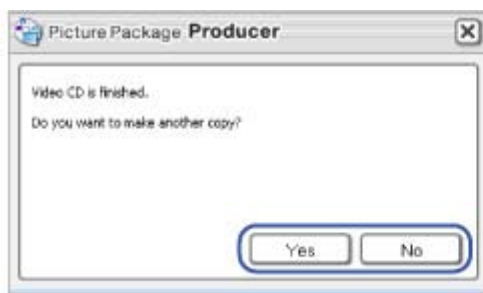 Picture Package Producer
Video CD is finished.
Do you want to make another copy?
Yes No